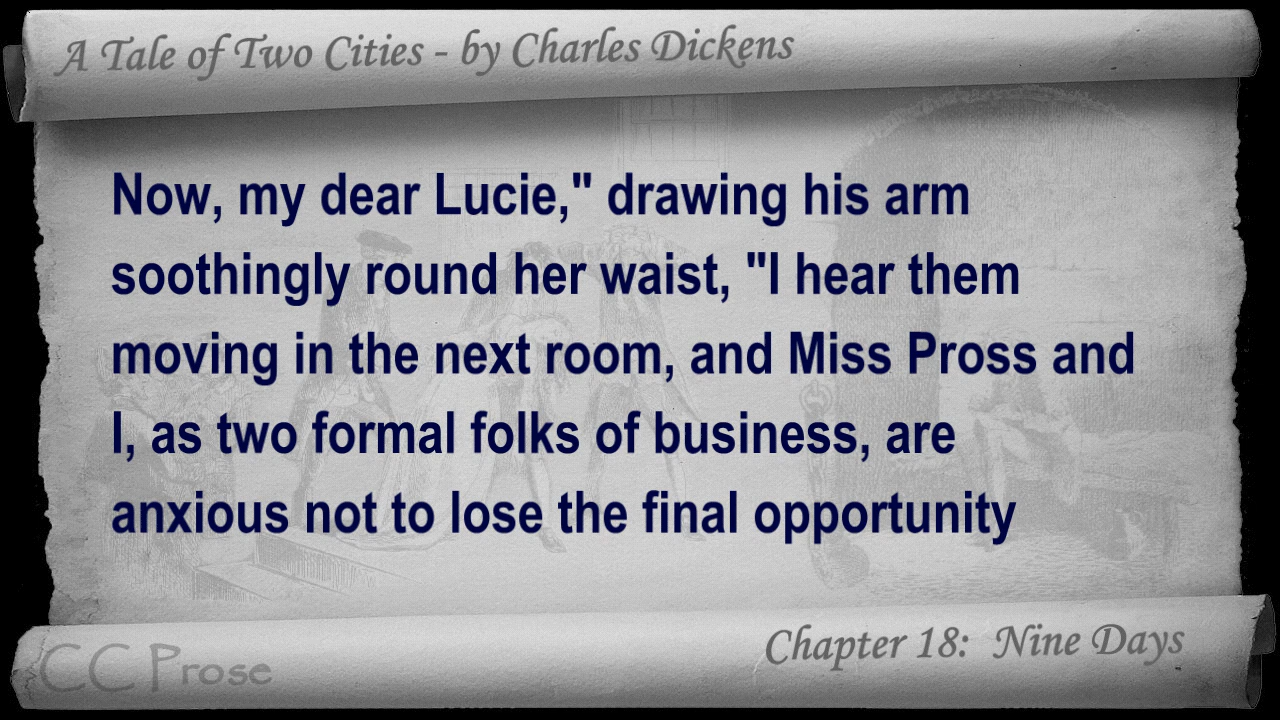 A Tale of Two Cities - by Charles Dickens
Now, my dear Lucie," drawing his arm
soothingly round her waist, "I hear them
moving in the next room, and Miss Pross and
I, as two formal folks of business, are
anxious not to lose the final opportunity
Chapter 18: Nine Days
CC Prose